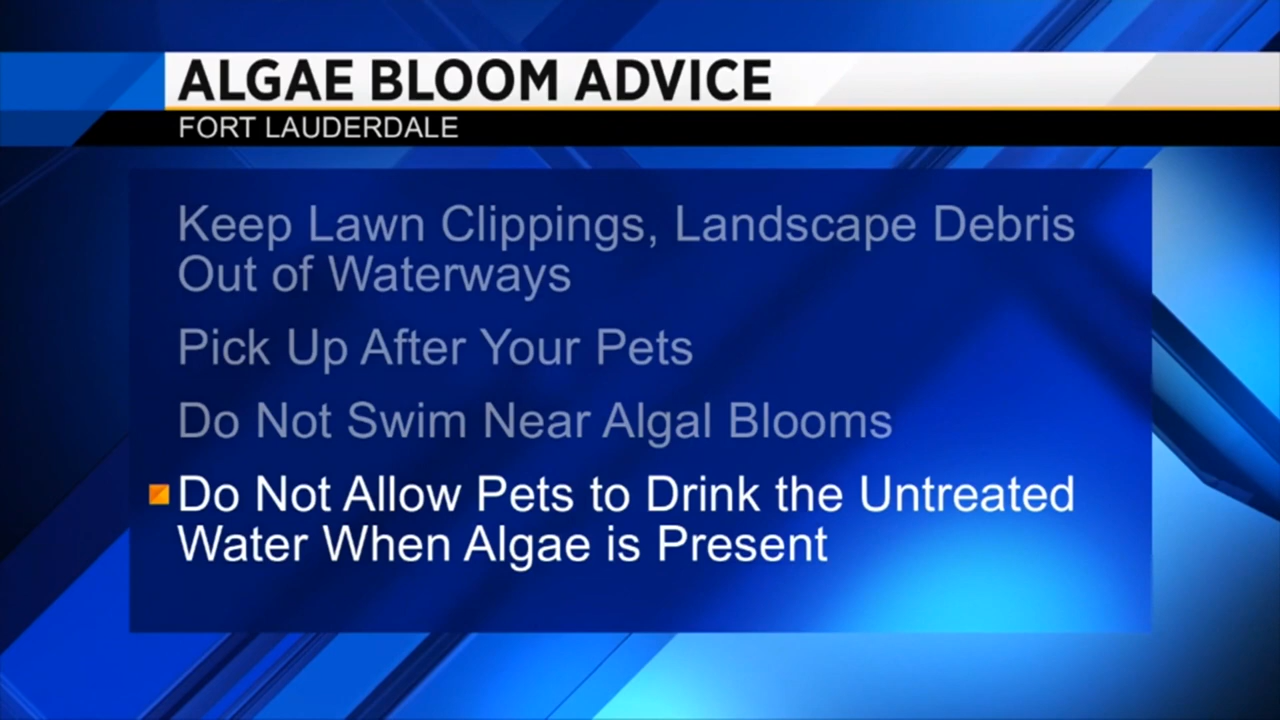 ALGAE BLOOM ADVICE
FORT LAUDERDALE
Keep Lawn Clippings, Landscape Debris
Out of Waterways
Pick Up After Your Pets
Do Not Swim Near Algal Blooms
Do Not Allow Pets to Drink the Untreated
Water When Algae is Present